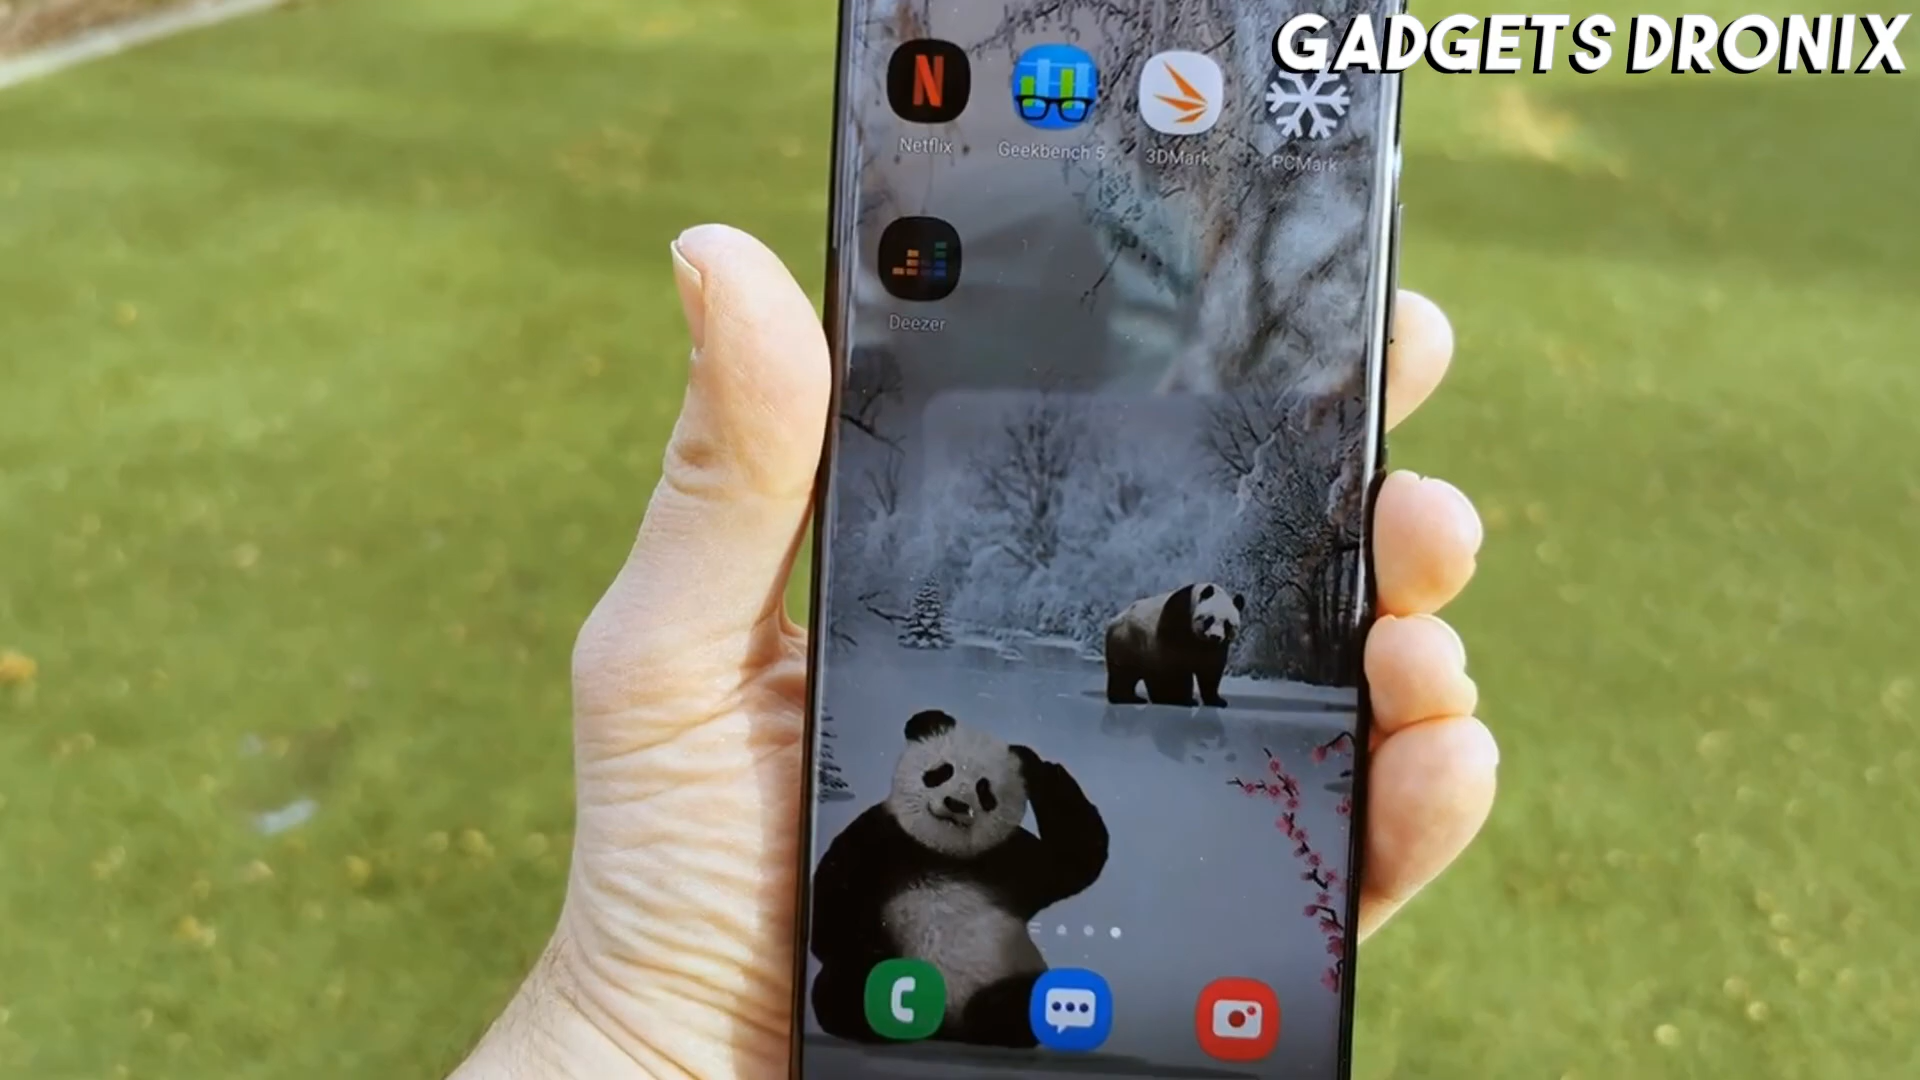 GADGETS DRONIX
N
Netflix
Geekbench 5
3DMark
PCMark
Deezer